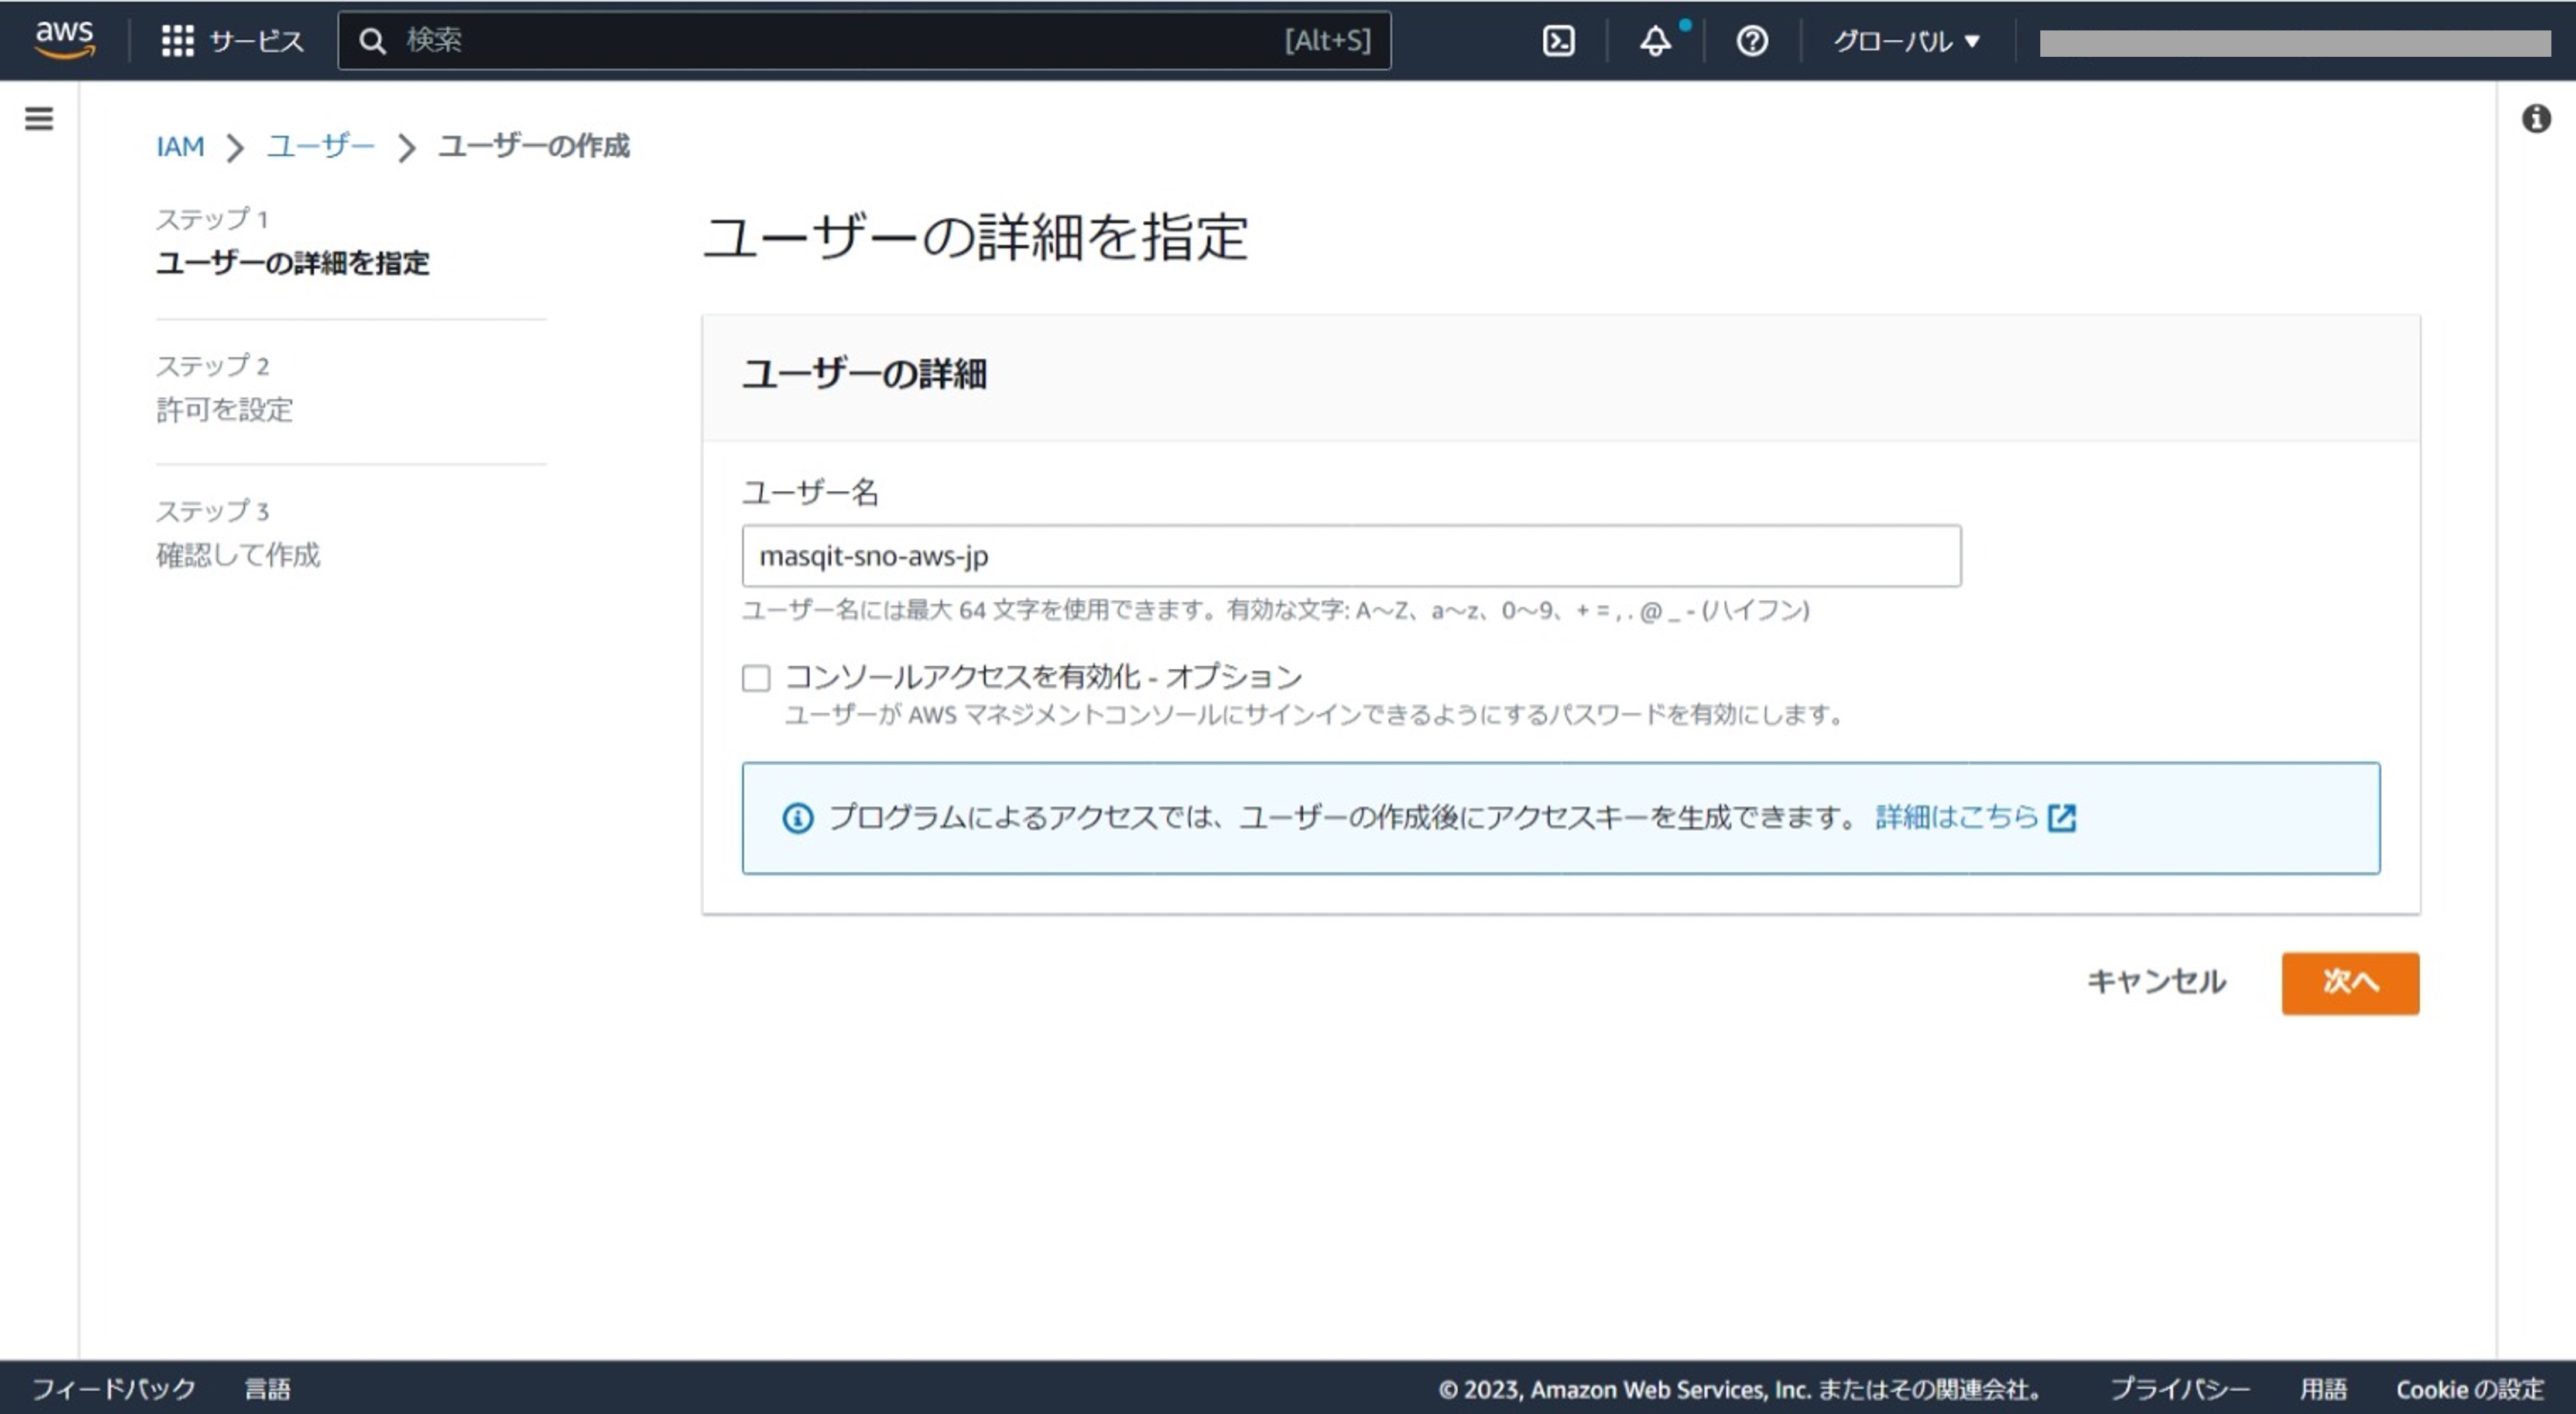 aws サービス 検索 [Alt+S] グローバル ▼
IAM > ユーザー > ユーザーの作成
ステップ 1
ユーザーの詳細を指定
ステップ 2
許可を設定
ステップ 3
確認して作成
ユーザーの詳細を指定
ユーザーの詳細
ユーザー名
masqit-sno-aws-jp
ユーザー名には最大 64 文字を使用できます。有効な文字: A～Z、a～z、0～9、+ = , . @ _ - (ハイフン)
コンソールアクセスを有効化 - オプション
ユーザーが AWS マネジメントコンソールにサインインできるようにするパスワードを有効にします。
プログラムによるアクセスでは、ユーザーの作成後にアクセスキーを生成できます。 詳細はこちら
キャンセル 次へ
フィードバック 言語 © 2023, Amazon Web Services, Inc. またはその関連会社。 プライバシー 用語 Cookie の設定